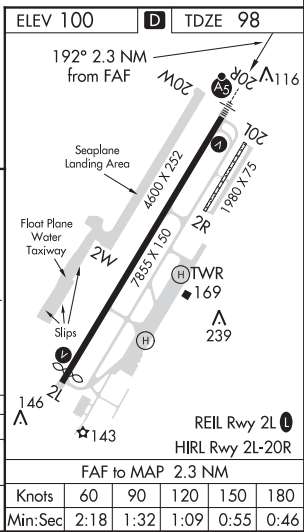 ELEV 100 D TDZE 98
192° 2.3 NM
from FAF
20W
A5
20R
116
20L
Seaplane
Landing Area
4600 X 252
V
1980 X 75
2R
Float Plane
Water
Taxiway
2W
7855 X 150
H TWR
169
239
Slips
H
V
2L
146
143
REIL Rwy 2L L
HIRL Rwy 2L-20R
FAF to MAP 2.3 NM
Knots 60 90 120 150 180
Min:Sec 2:18 1:32 1:09 0:55 0:46